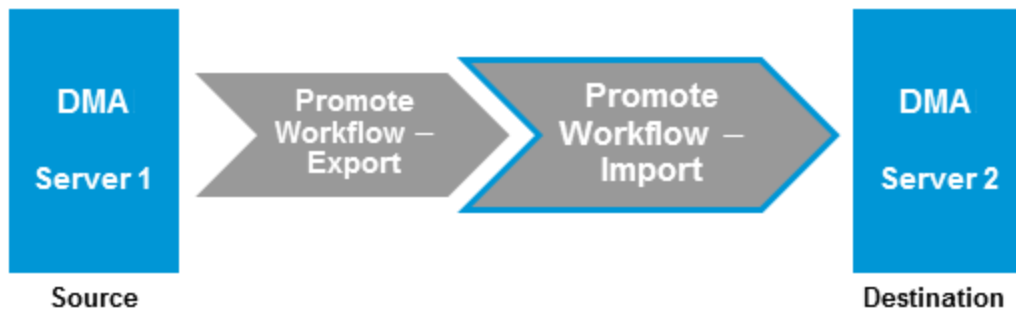 DMA
Server 1
Source
Promote
Workflow –
Export
Promote
Workflow –
Import
DMA
Server 2
Destination